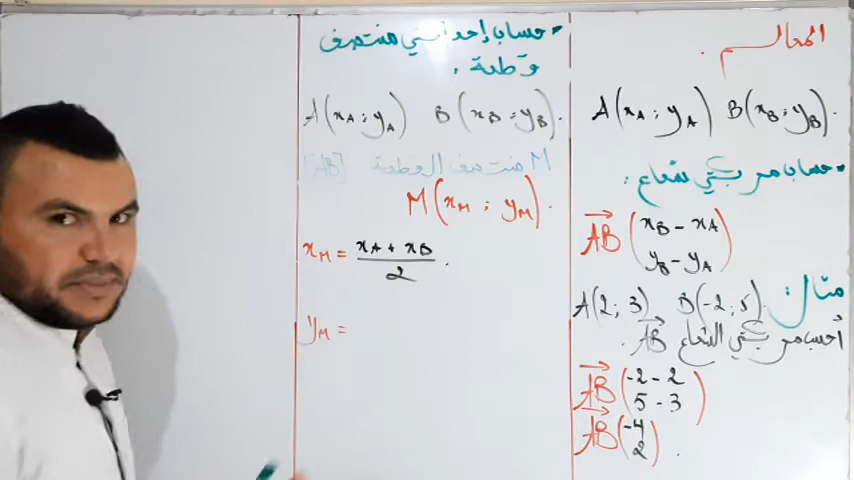 المعالم .
A(xA ; yA) B(xB ; yB).
• حساب مركبتي شعاع :
AB→ (xB - xA
yB - yA)
مثال :
A(2 ; 3) B(-2 ; 5).
أحسب مركبتي الشعاع AB→.
AB→ (-2 - 2
5 - 3)
AB→ (-4
2) .
• حساب إحداثيتي منتصف
قطعة .
A(xA ; yA) B(xB ; yB).
M منتصف القطعة [AB]
M(xM ; yM).
xM = (xA + xB)/2 .
yM =